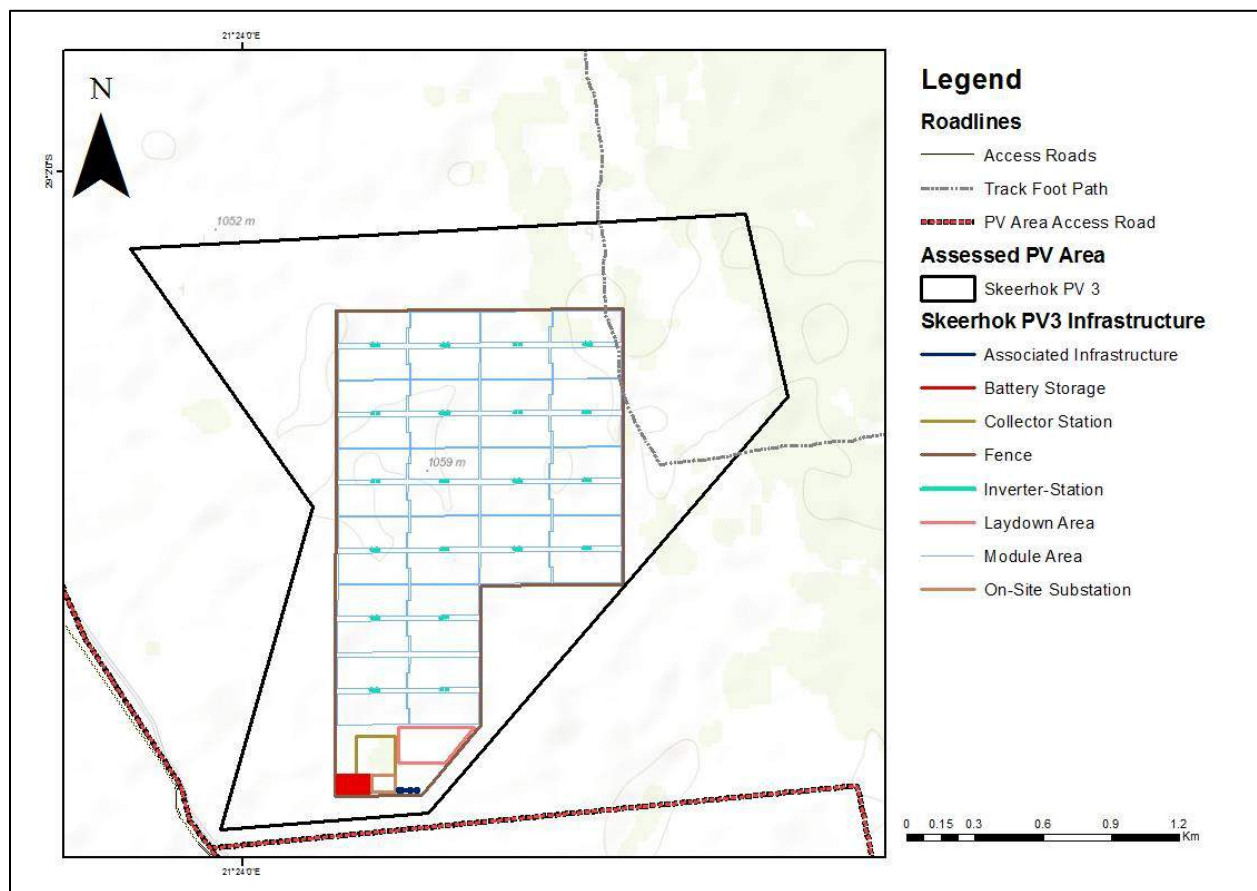 21°24'0"E
N
29°20'S
1052 m
1059 m
21°24'0"E
Legend
Roadlines
Access Roads
Track Foot Path
PV Area Access Road
Assessed PV Area
Skeerhok PV 3
Skeerhok PV3 Infrastructure
Associated Infrastructure
Battery Storage
Collector Station
Fence
Inverter-Station
Laydown Area
Module Area
On-Site Substation
0 0.15 0.3 0.6 0.9 1.2
Km